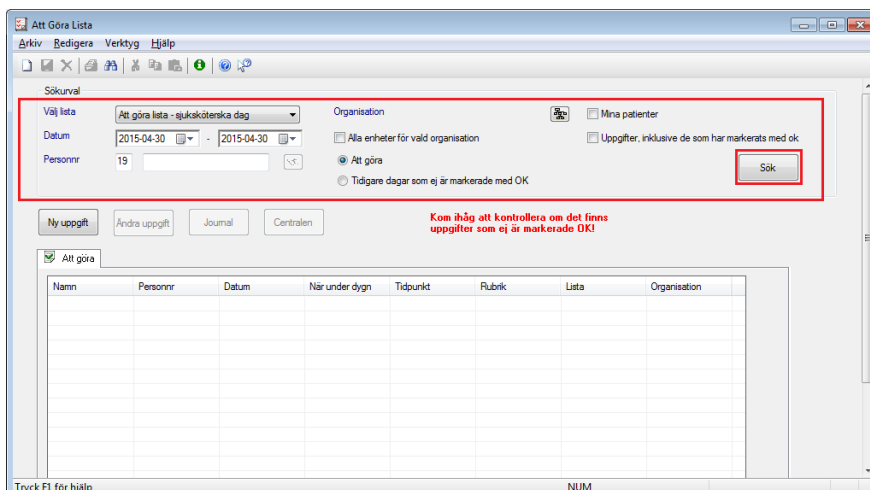 Att Göra Lista
Arkiv Redigera Verktyg Hjälp
Sökurval
Välj lista Att göra lista - sjuksköterska dag Organisation Mina patienter
Datum 2015-04-30 - 2015-04-30 Alla enheter för vald organisation Uppgifter, inklusive de som har markerats med ok
Personnr 19 Att göra Sök
Tidigare dagar som ej är markerade med OK
Ny uppgift Ändra uppgift Journal Centralen Kom ihåg att kontrollera om det finns
uppgifter som ej är markerade OK!
Att göra
Namn Personnr Datum När under dygn Tidpunkt Rubrik Lista Organisation
Tryck F1 för hjälp NUM